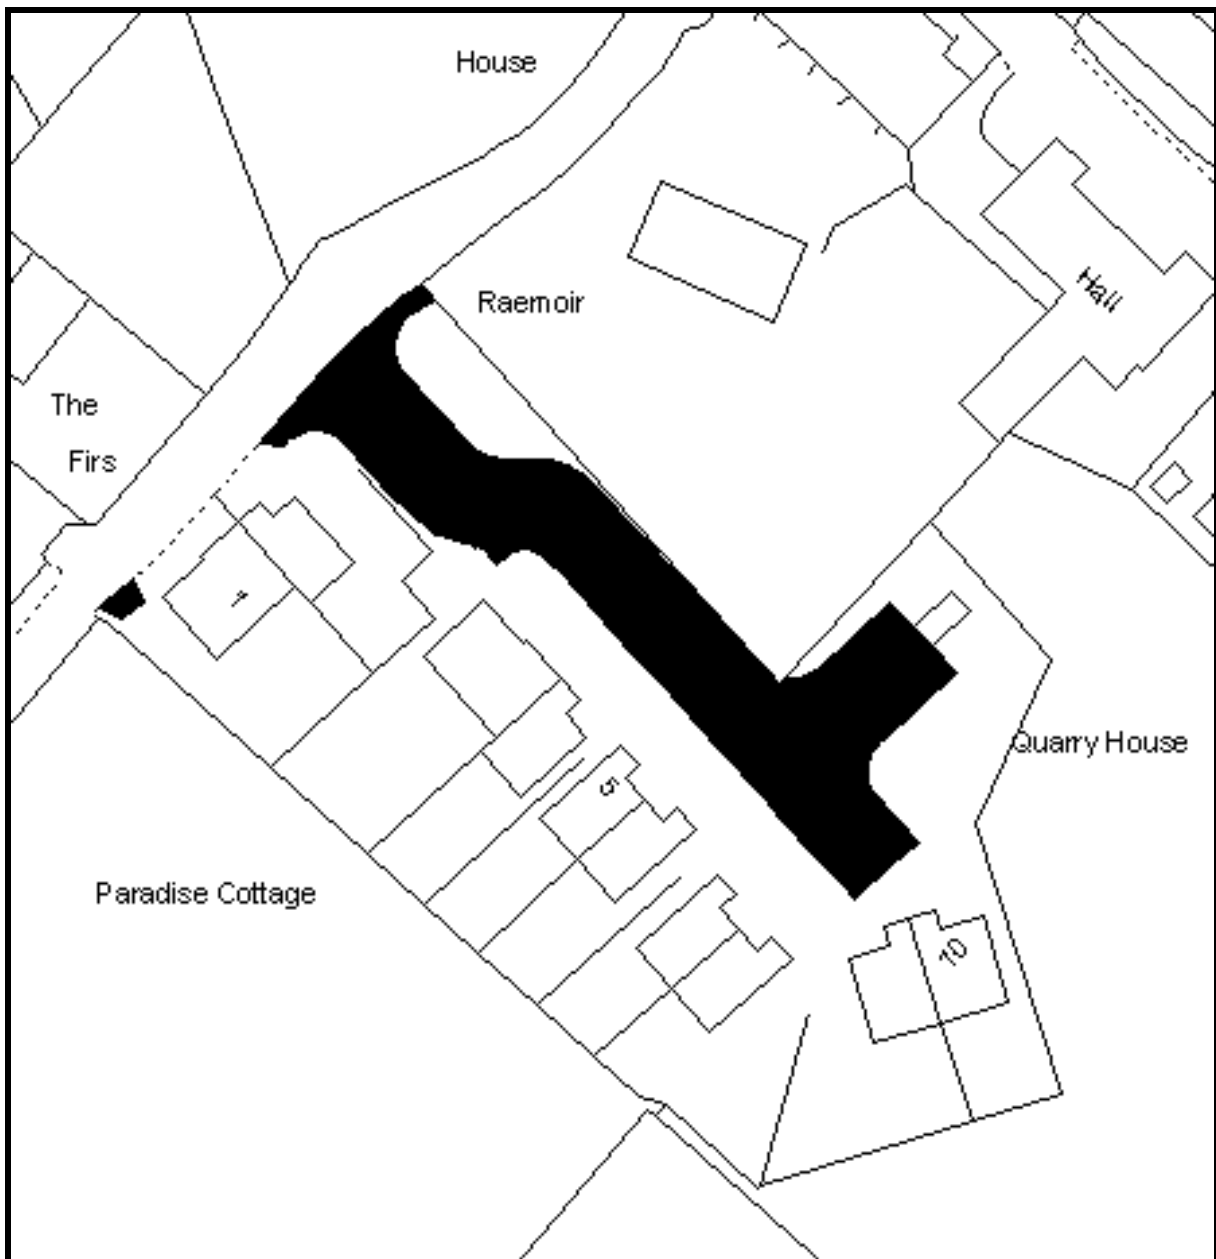 House
Raemoir
Hall
The
Firs
1
Quarry House
5
Paradise Cottage
10